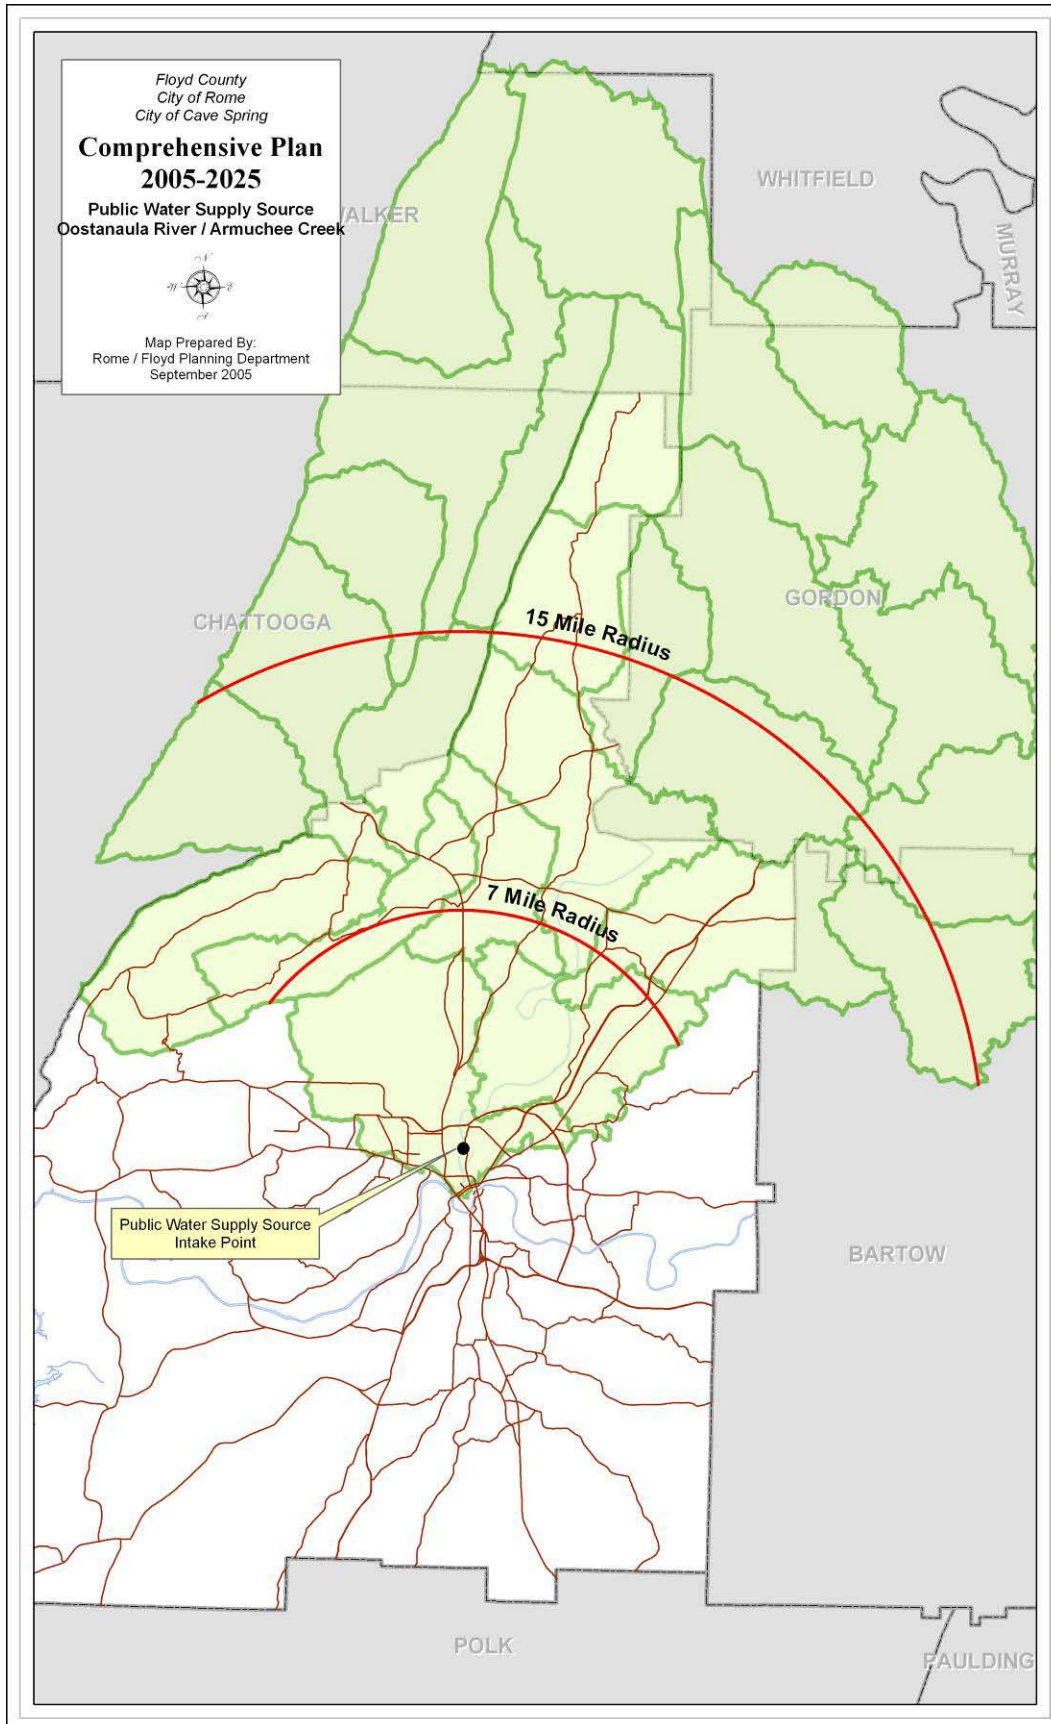 Floyd County
City of Rome
City of Cave Spring
Comprehensive Plan
2005-2025
Public Water Supply Source
Oostanaula River / Armuchee Creek
N
W
E
S
Map Prepared By:
Rome / Floyd Planning Department
September 2005
WHITFIELD
MURRAY
CHATTOOGA
GORDON
15 Mile Radius
7 Mile Radius
Public Water Supply Source
Intake Point
BARTOW
POLK
PAULDING